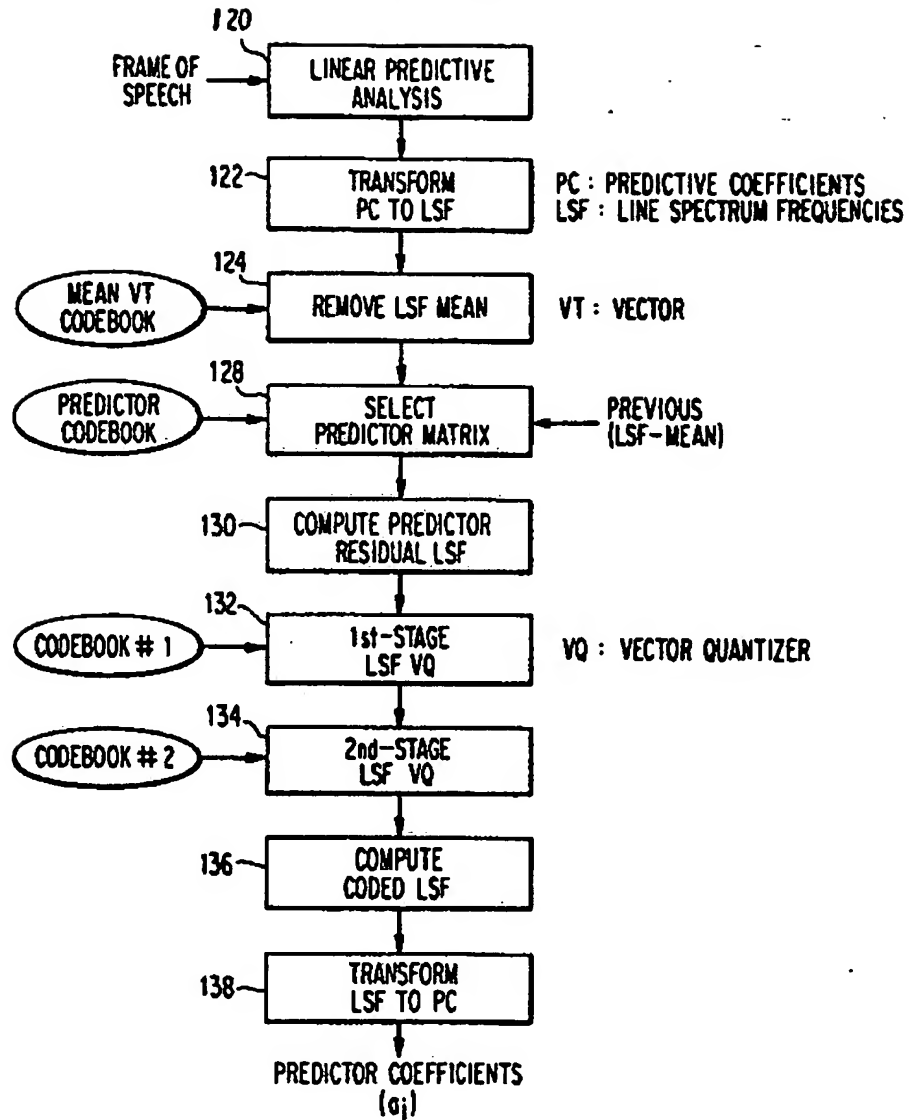 120
FRAME OF
SPEECH
LINEAR PREDICTIVE
ANALYSIS
122
TRANSFORM
PC TO LSF
PC : PREDICTIVE COEFFICIENTS
LSF : LINE SPECTRUM FREQUENCIES
124
MEAN VT
CODEBOOK
REMOVE LSF MEAN
VT : VECTOR
128
PREDICTOR
CODEBOOK
SELECT
PREDICTOR MATRIX
PREVIOUS
(LSF-MEAN)
130
COMPUTE PREDICTOR
RESIDUAL LSF
132
CODEBOOK # 1
1st-STAGE
LSF VQ
VQ : VECTOR QUANTIZER
134
CODEBOOK # 2
2nd-STAGE
LSF VQ
136
COMPUTE
CODED LSF
138
TRANSFORM
LSF TO PC
PREDICTOR COEFFICIENTS
(ai)